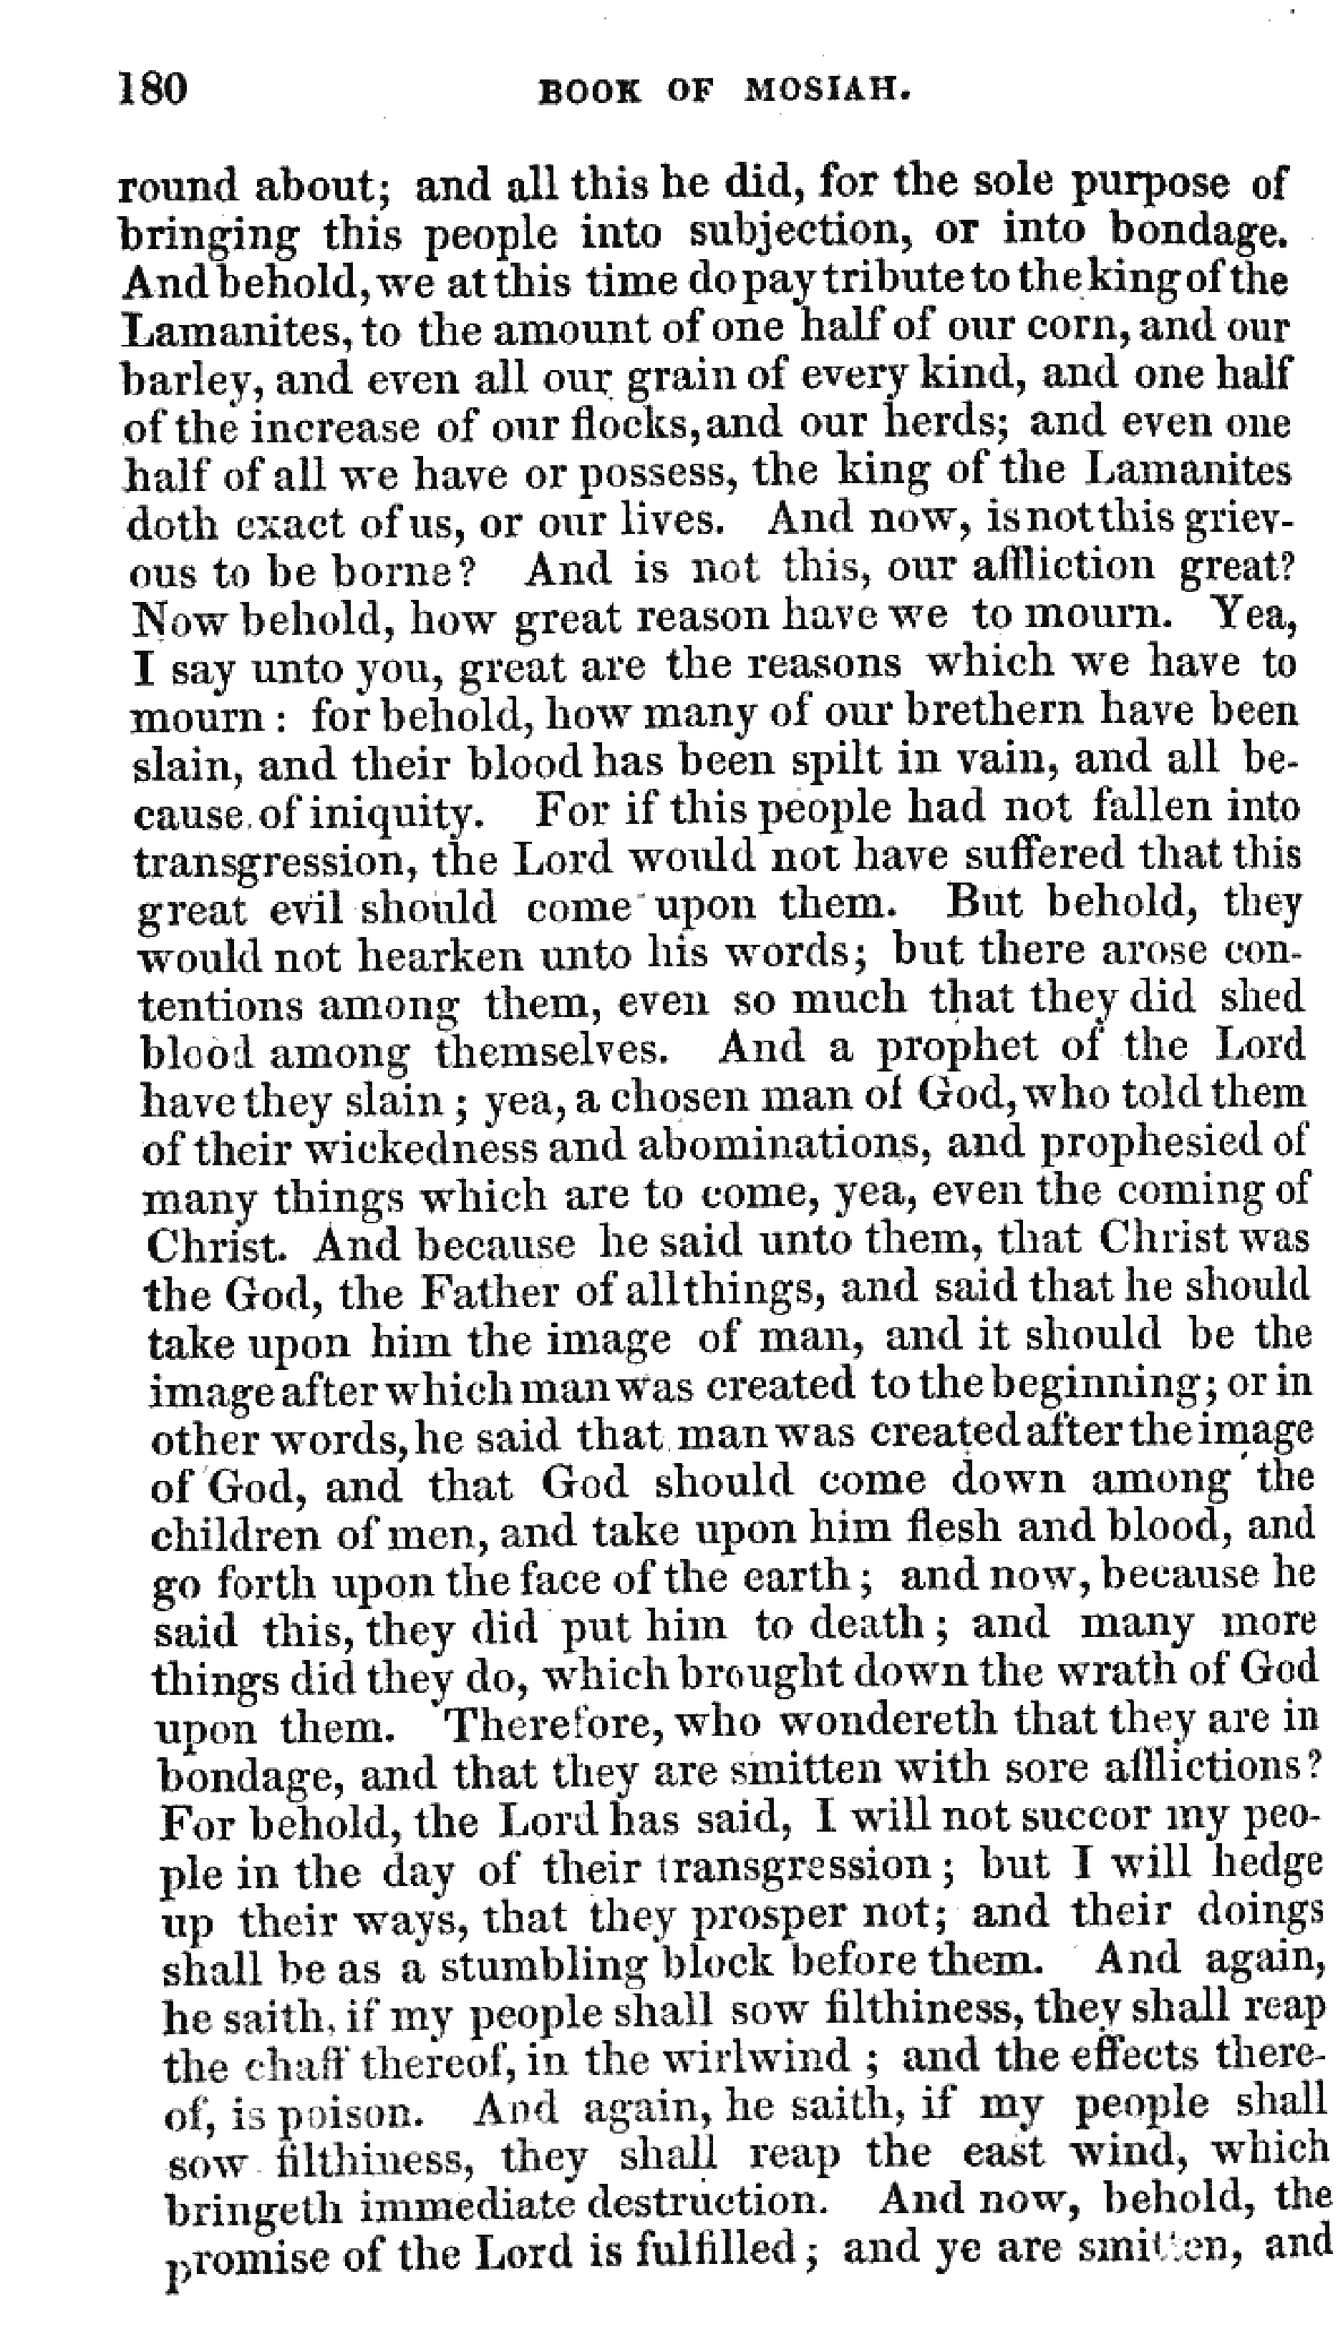 180 BOOK OF MOSIAH.
round about; and all this he did, for the sole purpose of
bringing this people into subjection, or into bondage.
And behold, we at this time do pay tribute to the king of the
Lamanites, to the amount of one half of our corn, and our
barley, and even all our grain of every kind, and one half
of the increase of our flocks, and our herds; and even one
half of all we have or possess, the king of the Lamanites
doth exact of us, or our lives. And now, is not this griev-
ous to be borne? And is not this, our affliction great?
Now behold, how great reason have we to mourn. Yea,
I say unto you, great are the reasons which we have to
mourn: for behold, how many of our brethern have been
slain, and their blood has been spilt in vain, and all be-
cause of iniquity. For if this people had not fallen into
transgression, the Lord would not have suffered that this
great evil should come upon them. But behold, they
would not hearken unto his words; but there arose con-
tentions among them, even so much that they did shed
blood among themselves. And a prophet of the Lord
have they slain; yea, a chosen man of God, who told them
of their wickedness and abominations, and prophesied of
many things which are to come, yea, even the coming of
Christ. And because he said unto them, that Christ was
the God, the Father of all things, and said that he should
take upon him the image of man, and it should be the
image after which man was created to the beginning; or in
other words, he said that man was created after the image
of God, and that God should come down among the
children of men, and take upon him flesh and blood, and
go forth upon the face of the earth; and now, because he
said this, they did put him to death; and many more
things did they do, which brought down the wrath of God
upon them. Therefore, who wondereth that they are in
bondage, and that they are smitten with sore afflictions?
For behold, the Lord has said, I will not succor my peo-
ple in the day of their transgression; but I will hedge
up their ways, that they prosper not; and their doings
shall be as a stumbling block before them. And again,
he saith, if my people shall sow filthiness, they shall reap
the chaff thereof, in the wirlwind; and the effects there-
of, is poison. And again, he saith, if my people shall
sow filthiness, they shall reap the east wind, which
bringeth immediate destruction. And now, behold, the
promise of the Lord is fulfilled; and ye are smitten, and